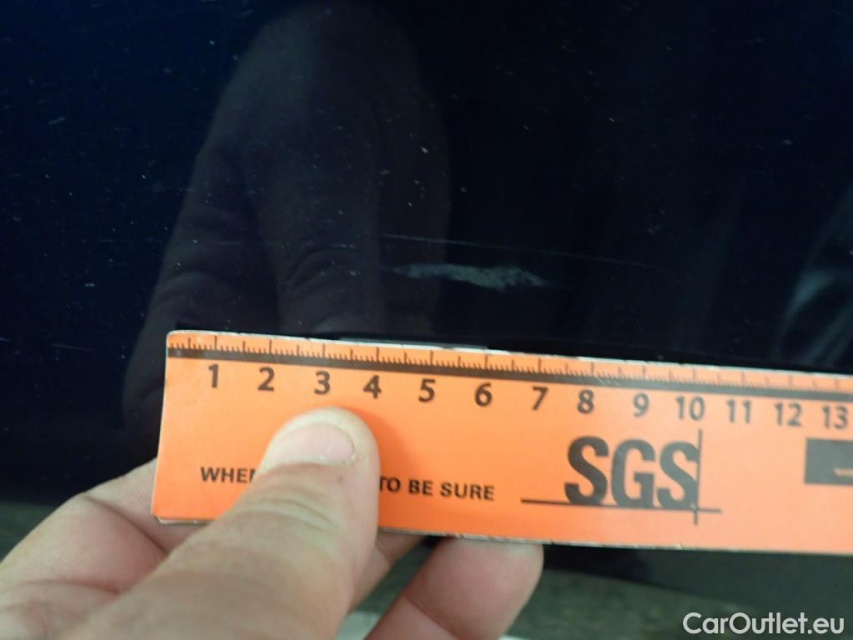 1 2 3 4 5 6 7 8 9 10 11 12 13
WHEN TO BE SURE SGS
CarOutlet.eu